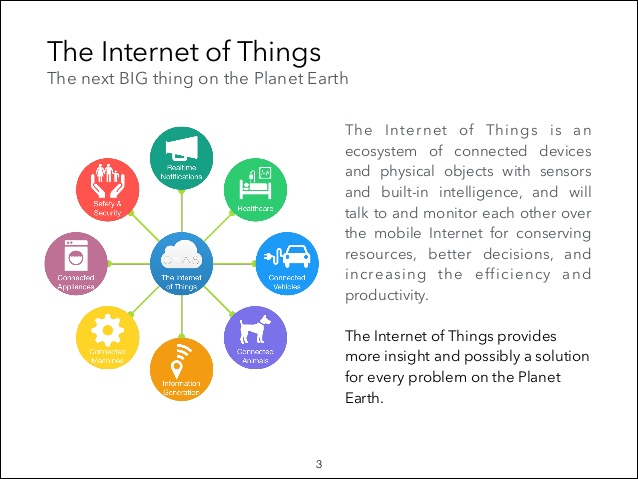 The Internet of Things
The next BIG thing on the Planet Earth
Realtime
Notifications
Safety &
Security
Healthcare
Connected
Appliances
The Internet
of Things
Connected
Vehicles
Connected
Machines
Connected
Animals
Information
Generation
The Internet of Things is an
ecosystem of connected devices
and physical objects with sensors
and built-in intelligence, and will
talk to and monitor each other over
the mobile Internet for conserving
resources, better decisions, and
increasing the efficiency and
productivity.
The Internet of Things provides
more insight and possibly a solution
for every problem on the Planet
Earth.
3